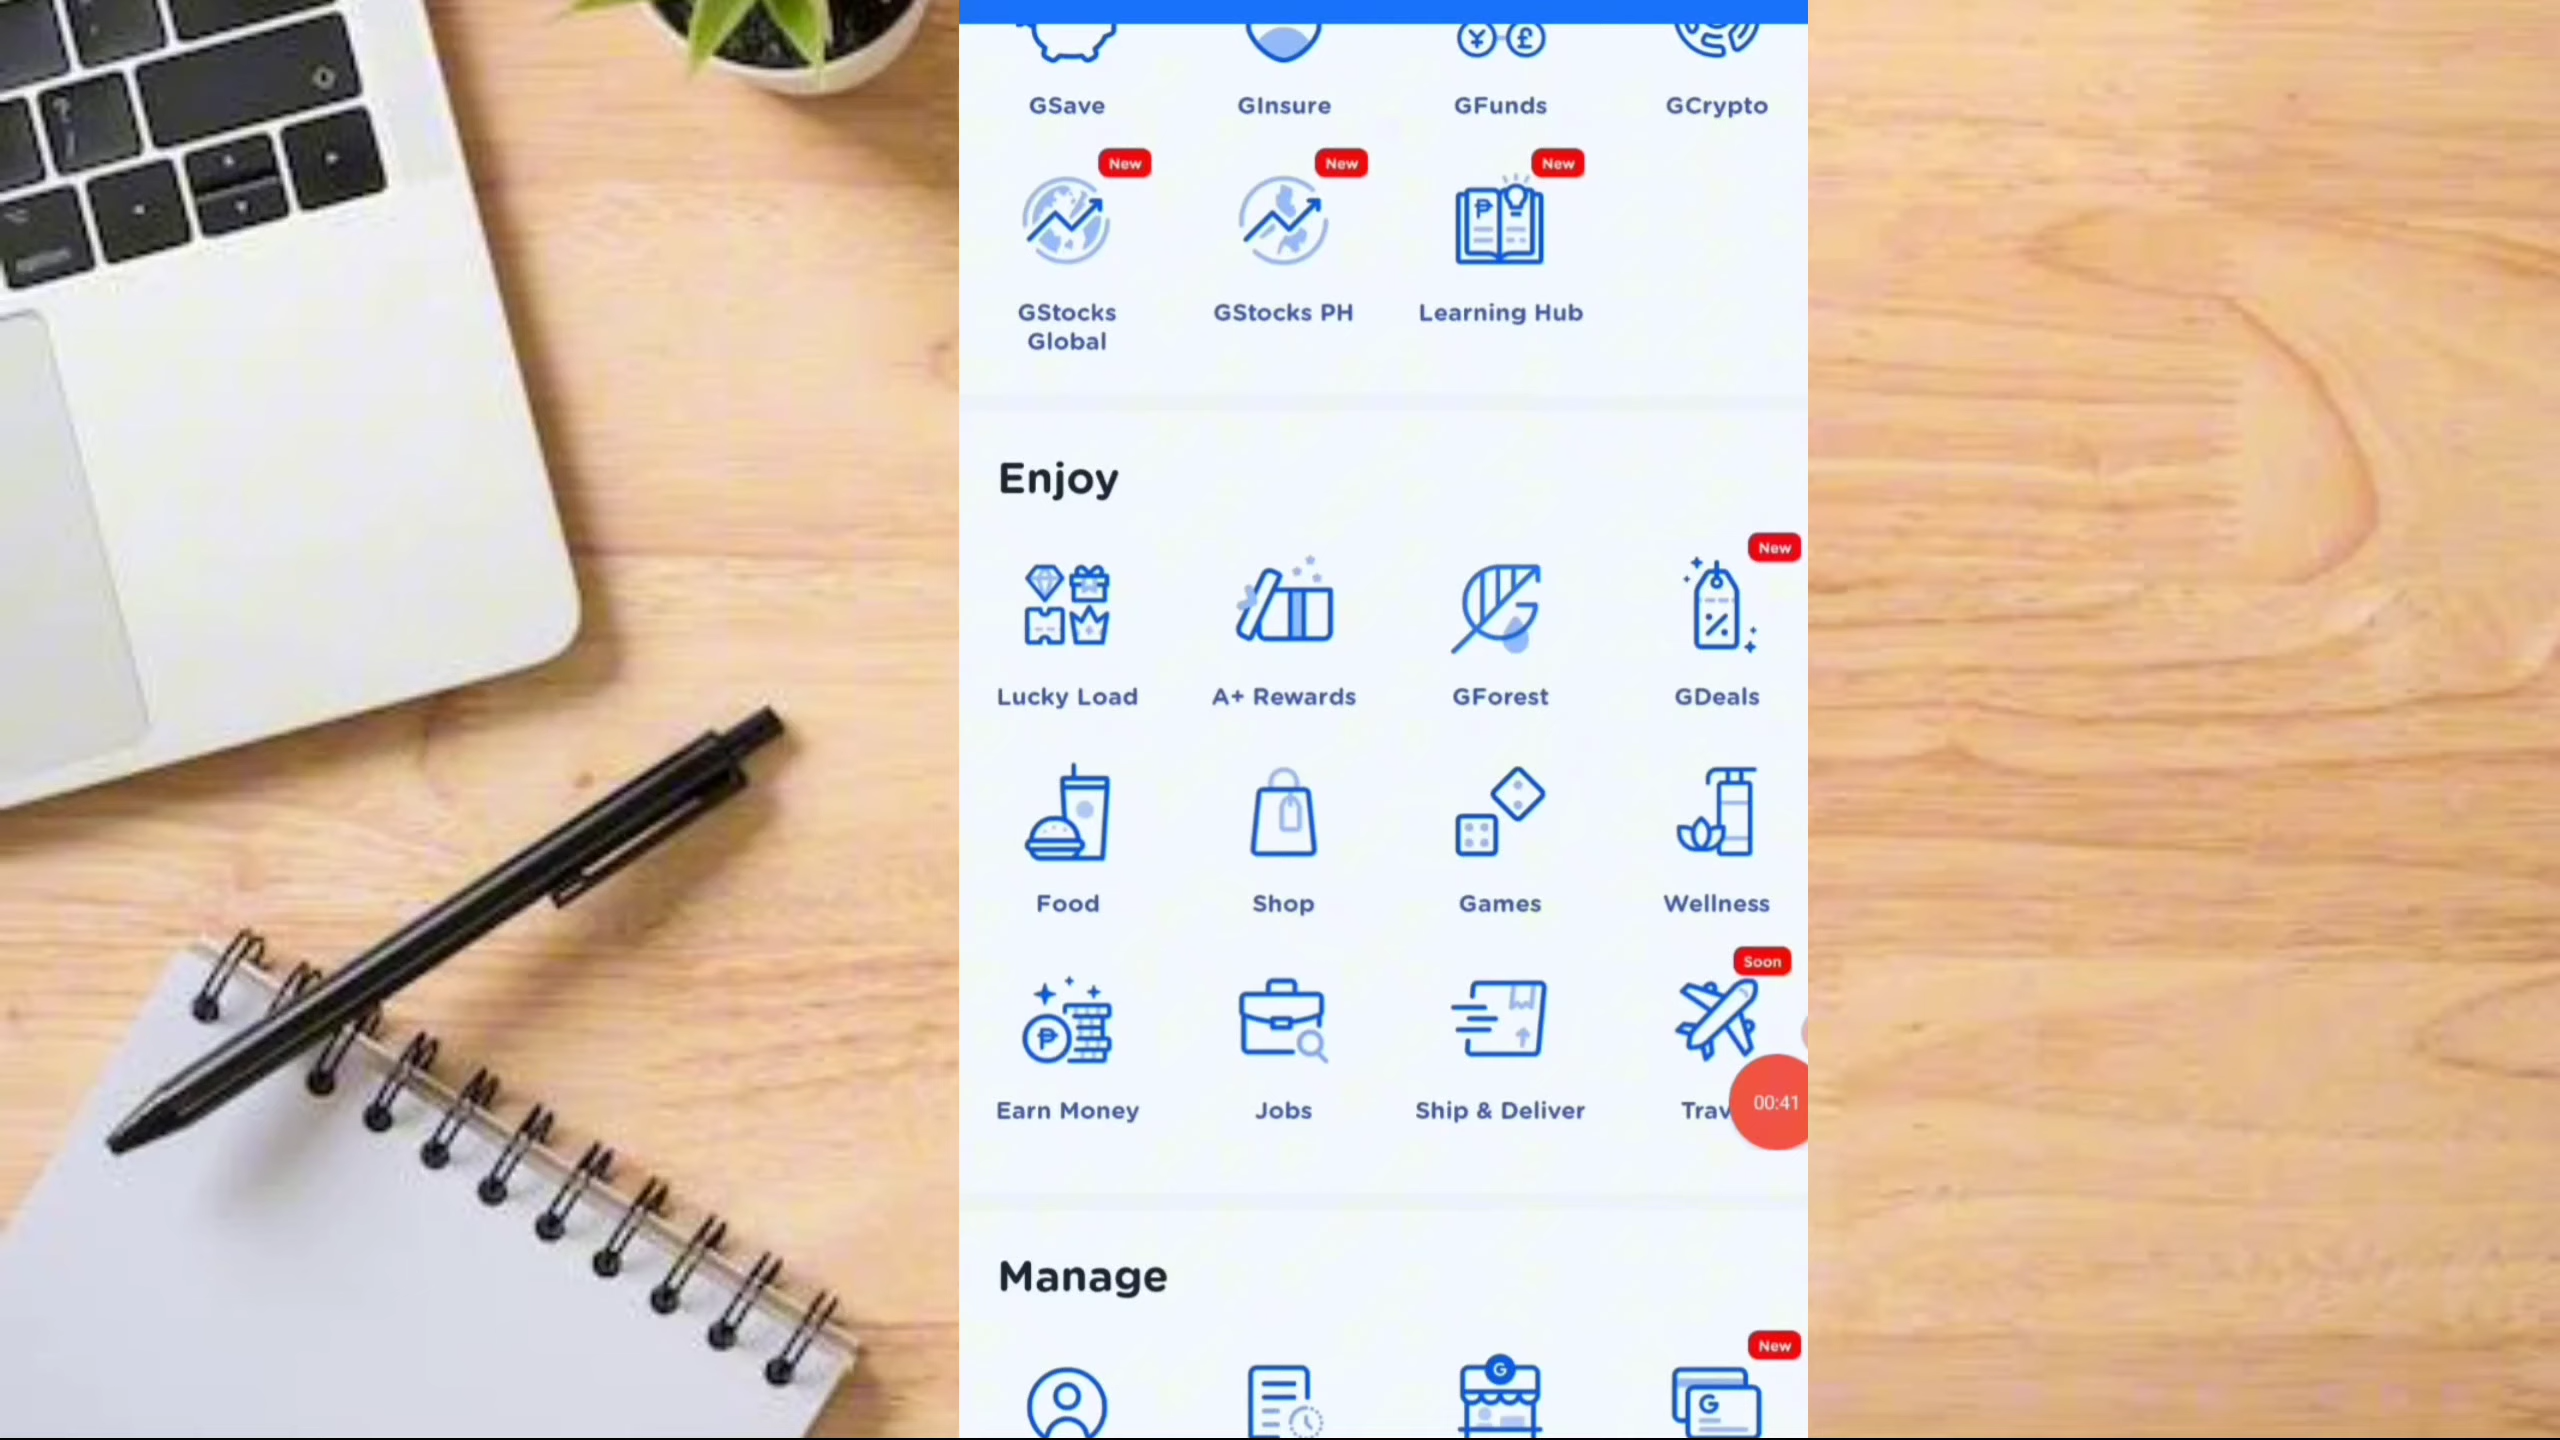 GSave GInsure GFunds GCrypto
New New New
GStocks Global GStocks PH Learning Hub
Enjoy
New
Lucky Load A+ Rewards GForest GDeals
Food Shop Games Wellness
Soon
Earn Money Jobs Ship & Deliver
00:41
Manage
New